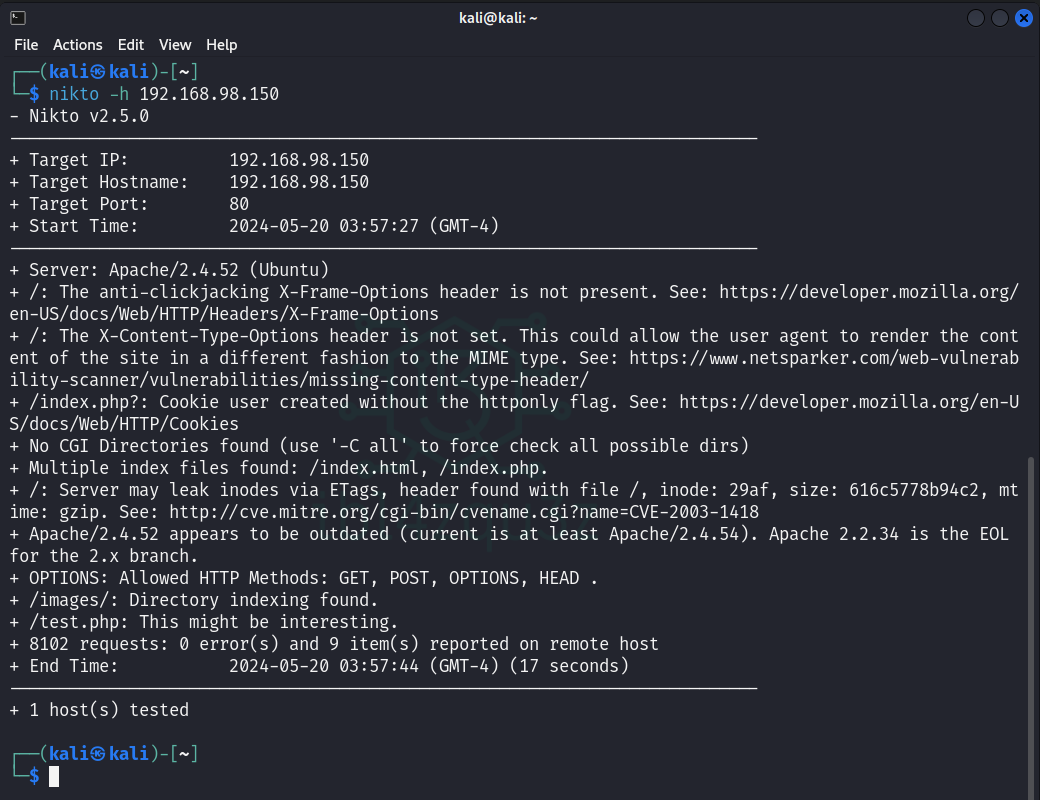 kali@kali: ~
File Actions Edit View Help
┌──(kali㉿kali)-[~]
└─$ nikto -h 192.168.98.150
- Nikto v2.5.0
---------------------------------------------------------------------------
+ Target IP:          192.168.98.150
+ Target Hostname:    192.168.98.150
+ Target Port:        80
+ Start Time:         2024-05-20 03:57:27 (GMT-4)
---------------------------------------------------------------------------
+ Server: Apache/2.4.52 (Ubuntu)
+ /: The anti-clickjacking X-Frame-Options header is not present. See: https://developer.mozilla.org/
en-US/docs/Web/HTTP/Headers/X-Frame-Options
+ /: The X-Content-Type-Options header is not set. This could allow the user agent to render the cont
ent of the site in a different fashion to the MIME type. See: https://www.netsparker.com/web-vulnerab
ility-scanner/vulnerabilities/missing-content-type-header/
+ /index.php?: Cookie user created without the httponly flag. See: https://developer.mozilla.org/en-U
S/docs/Web/HTTP/Cookies
+ No CGI Directories found (use '-C all' to force check all possible dirs)
+ Multiple index files found: /index.html, /index.php.
+ /: Server may leak inodes via ETags, header found with file /, inode: 29af, size: 616c5778b94c2, mt
ime: gzip. See: http://cve.mitre.org/cgi-bin/cvename.cgi?name=CVE-2003-1418
+ Apache/2.4.52 appears to be outdated (current is at least Apache/2.4.54). Apache 2.2.34 is the EOL
for the 2.x branch.
+ OPTIONS: Allowed HTTP Methods: GET, POST, OPTIONS, HEAD .
+ /images/: Directory indexing found.
+ /test.php: This might be interesting.
+ 8102 requests: 0 error(s) and 9 item(s) reported on remote host
+ End Time:           2024-05-20 03:57:44 (GMT-4) (17 seconds)
---------------------------------------------------------------------------
+ 1 host(s) tested
┌──(kali㉿kali)-[~]
└─$